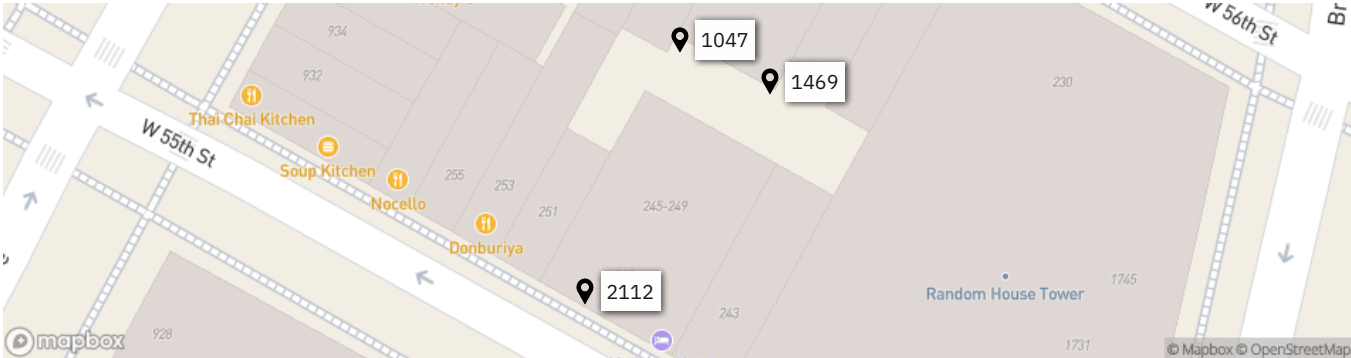 W 56th St
Br
934
1047
932
1469
230
Thai Chai Kitchen
W 55th St
Soup Kitchen
255
253
Nocello
251
245-249
Donburiya
2112
Random House Tower
1745
243
928
1731
mapbox
© Mapbox © OpenStreetMap